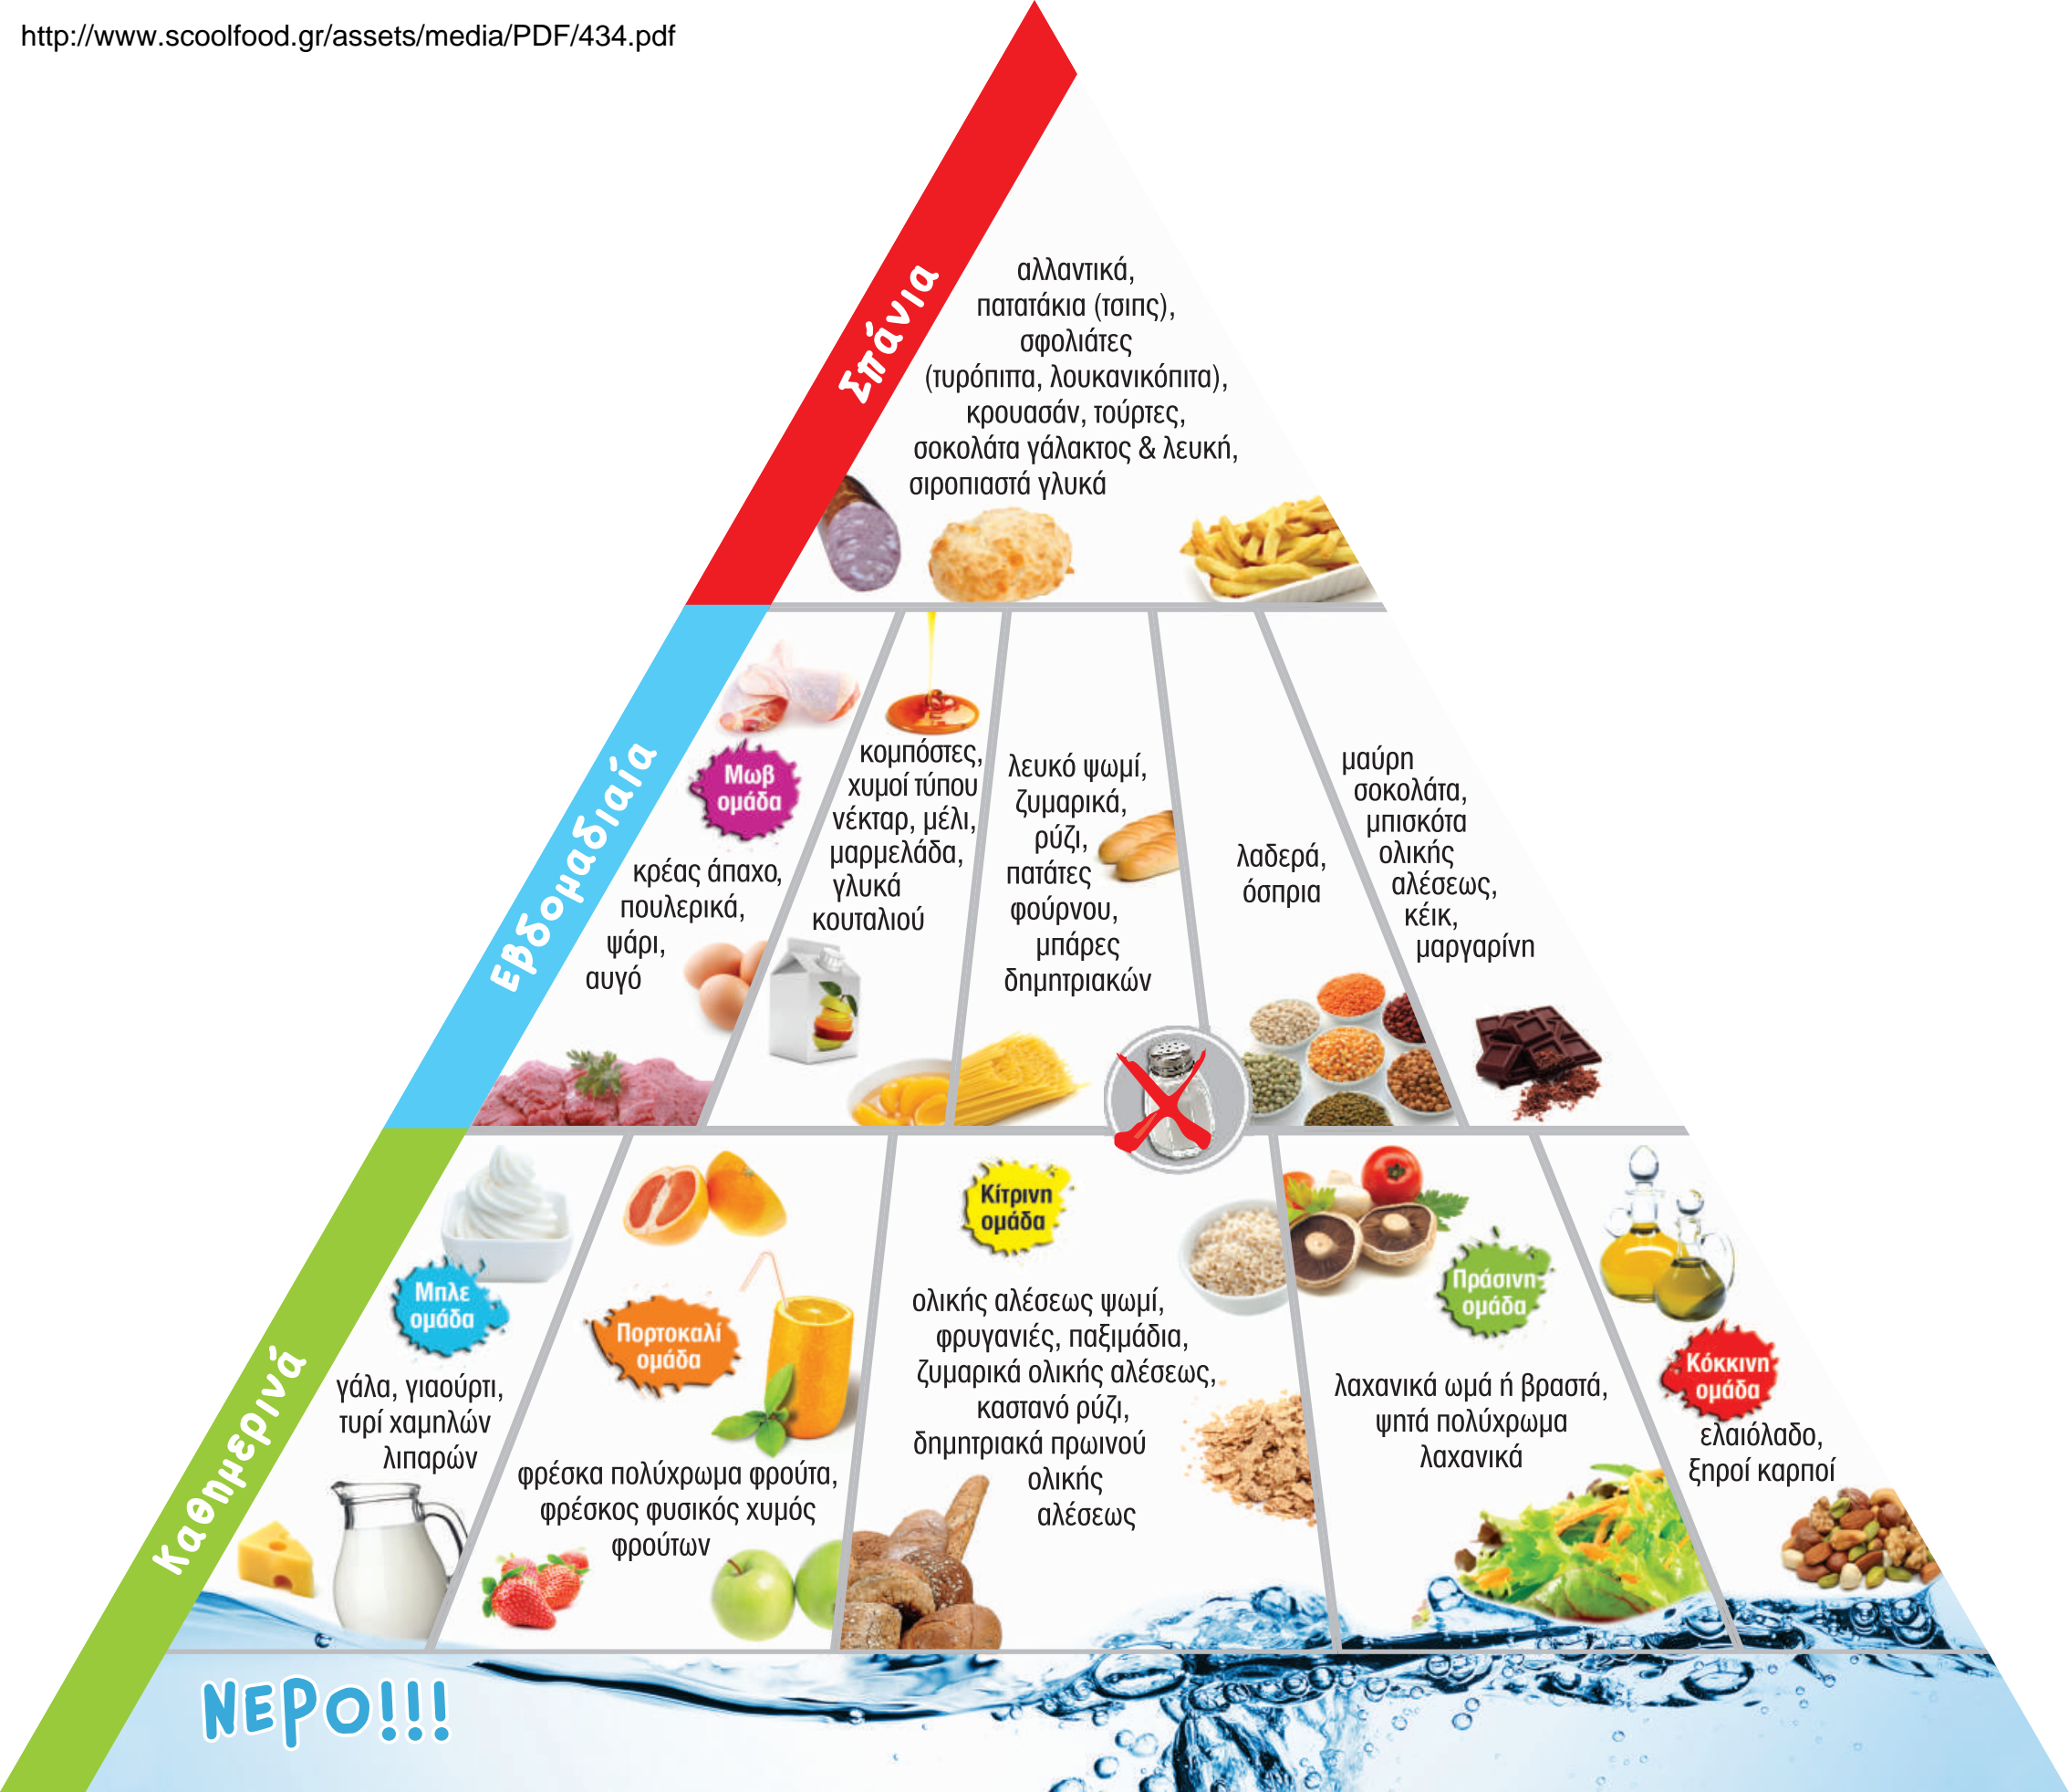 http://www.scoolfood.gr/assets/media/PDF/434.pdf
Σπάνια
αλλαντικά,
πατατάκια (τσιπς),
σφολιάτες
(τυρόπιττα, λουκανικόπιτα),
κρουασάν, τούρτες,
σοκολάτα γάλακτος & λευκή,
σιροπιαστά γλυκά
Εβδομαδιαία
Μωβ
ομάδα
κρέας άπαχο,
πουλερικά,
ψάρι,
αυγό
κομπόστες,
χυμοί τύπου
νέκταρ, μέλι,
μαρμελάδα,
γλυκά
κουταλιού
λευκό ψωμί,
ζυμαρικά,
ρύζι,
πατάτες
φούρνου,
μπάρες
δημητριακών
λαδερά,
όσπρια
μαύρη
σοκολάτα,
μπισκότα
ολικής
αλέσεως,
κέικ,
μαργαρίνη
Καθημερινά
Μπλε
ομάδα
γάλα, γιαούρτι,
τυρί χαμηλών
λιπαρών
Πορτοκαλί
ομάδα
φρέσκα πολύχρωμα φρούτα,
φρέσκος φυσικός χυμός
φρούτων
Κίτρινη
ομάδα
ολικής αλέσεως ψωμί,
φρυγανιές, παξιμάδια,
ζυμαρικά ολικής αλέσεως,
καστανό ρύζι,
δημητριακά πρωινού
ολικής
αλέσεως
Πράσινη
ομάδα
λαχανικά ωμά ή βραστά,
ψητά πολύχρωμα
λαχανικά
Κόκκινη
ομάδα
ελαιόλαδο,
ξηροί καρποί
ΝΕΡΟ!!!